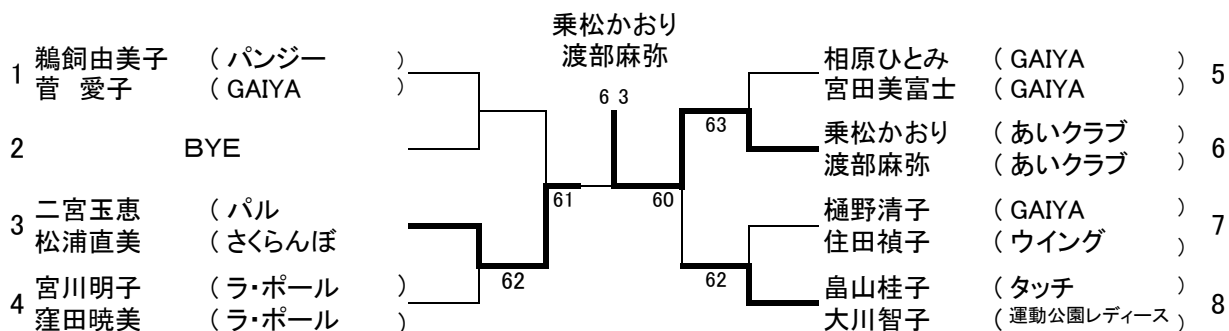 乗松かおり
渡部麻弥
6 3
1 鵜飼由美子 ( パンジー )
菅 愛子 ( GAIYA )
2 BYE
3 二宮玉恵 ( パル
松浦直美 ( さくらんぼ
4 宮川明子 ( ラ・ポール )
窪田暁美 ( ラ・ポール )
62
61
60
63
62
相原ひとみ ( GAIYA ) 5
宮田美富士 ( GAIYA )
乗松かおり ( あいクラブ ) 6
渡部麻弥 ( あいクラブ )
樋野清子 ( GAIYA ) 7
住田禎子 ( ウイング )
畠山桂子 ( タッチ ) 8
大川智子 ( 運動公園レディース )